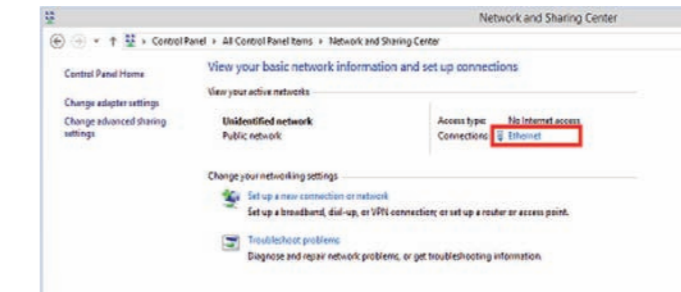 Network and Sharing Center
Control Panel › All Control Panel Items › Network and Sharing Center
Control Panel Home
Change adapter settings
Change advanced sharing
settings
View your basic network information and set up connections
View your active networks
Unidentified network
Public network
Access type: No Internet access
Connections: Ethernet
Change your networking settings
Set up a new connection or network
Set up a broadband, dial-up, or VPN connection; or set up a router or access point.
Troubleshoot problems
Diagnose and repair network problems, or get troubleshooting information.